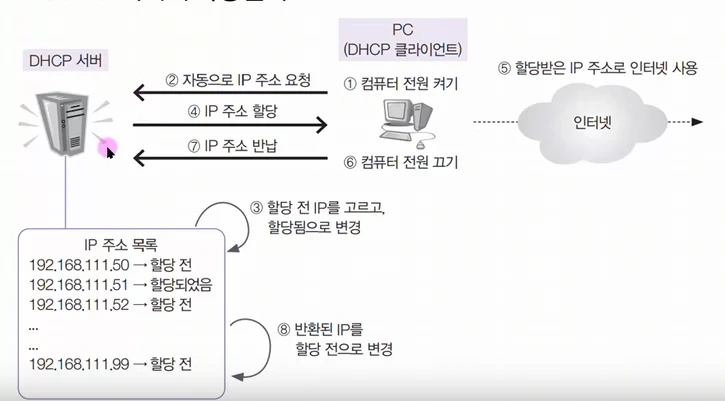 PC
(DHCP 클라이언트)
DHCP 서버
② 자동으로 IP 주소 요청
① 컴퓨터 전원 켜기
⑤ 할당받은 IP 주소로 인터넷 사용
④ IP 주소 할당
인터넷
⑦ IP 주소 반납
⑥ 컴퓨터 전원 끄기
③ 할당 전 IP를 고르고,
할당됨으로 변경
IP 주소 목록
192.168.111.50 → 할당 전
192.168.111.51 → 할당되었음
192.168.111.52 → 할당 전
...
...
192.168.111.99 → 할당 전
⑧ 반환된 IP를
할당 전으로 변경